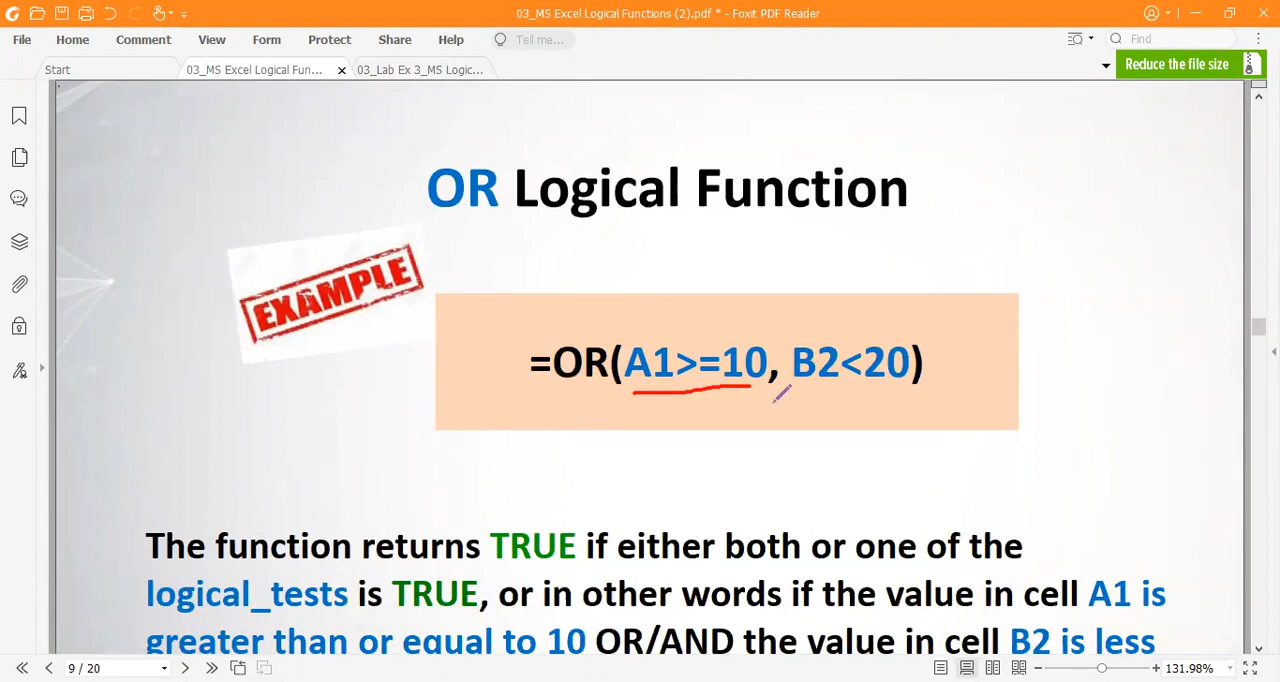 03_MS Excel Logical Functions (2).pdf * - Foxit PDF Reader
File Home Comment View Form Protect Share Help Tell me... Find
Start 03_MS Excel Logical Fun... 03_Lab Ex 3_MS Logic... Reduce the file size
OR Logical Function
EXAMPLE
=OR(A1>=10, B2<20)
The function returns TRUE if either both or one of the
logical_tests is TRUE, or in other words if the value in cell A1 is
greater than or equal to 10 OR/AND the value in cell B2 is less
9 / 20 131.98%